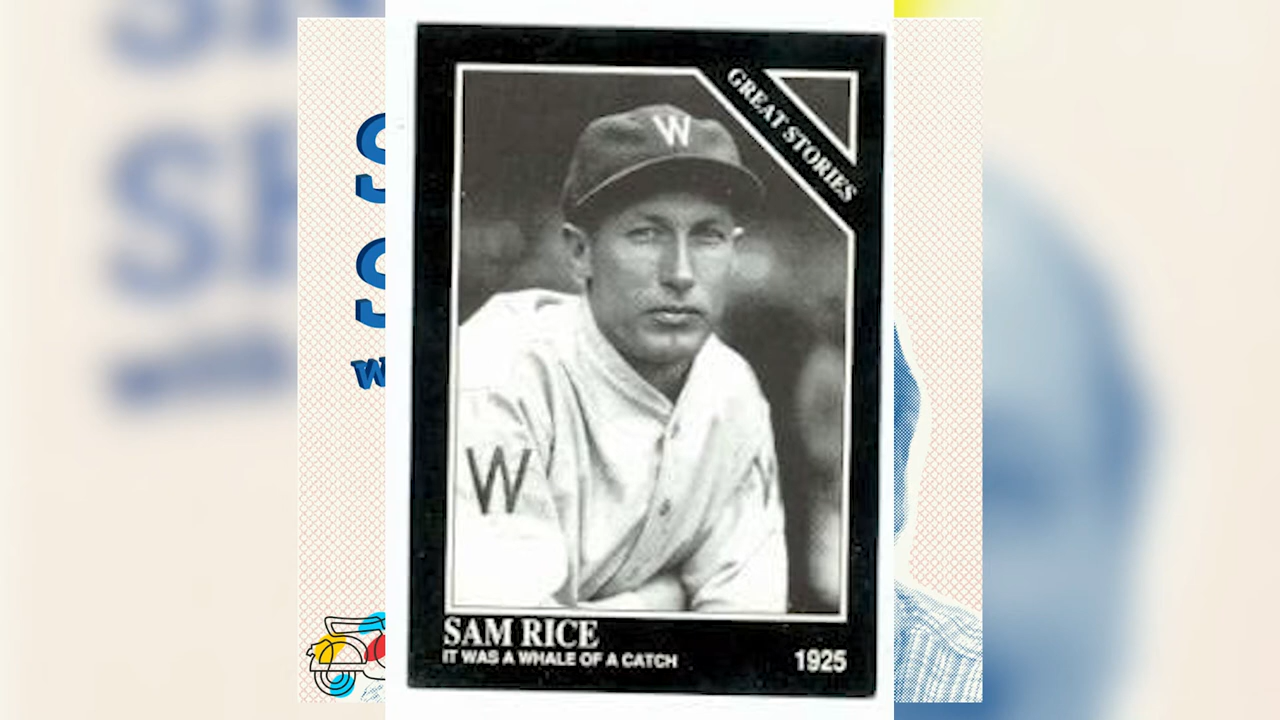 GREAT STORIES
W
W
SAM RICE
IT WAS A WHALE OF A CATCH
1925